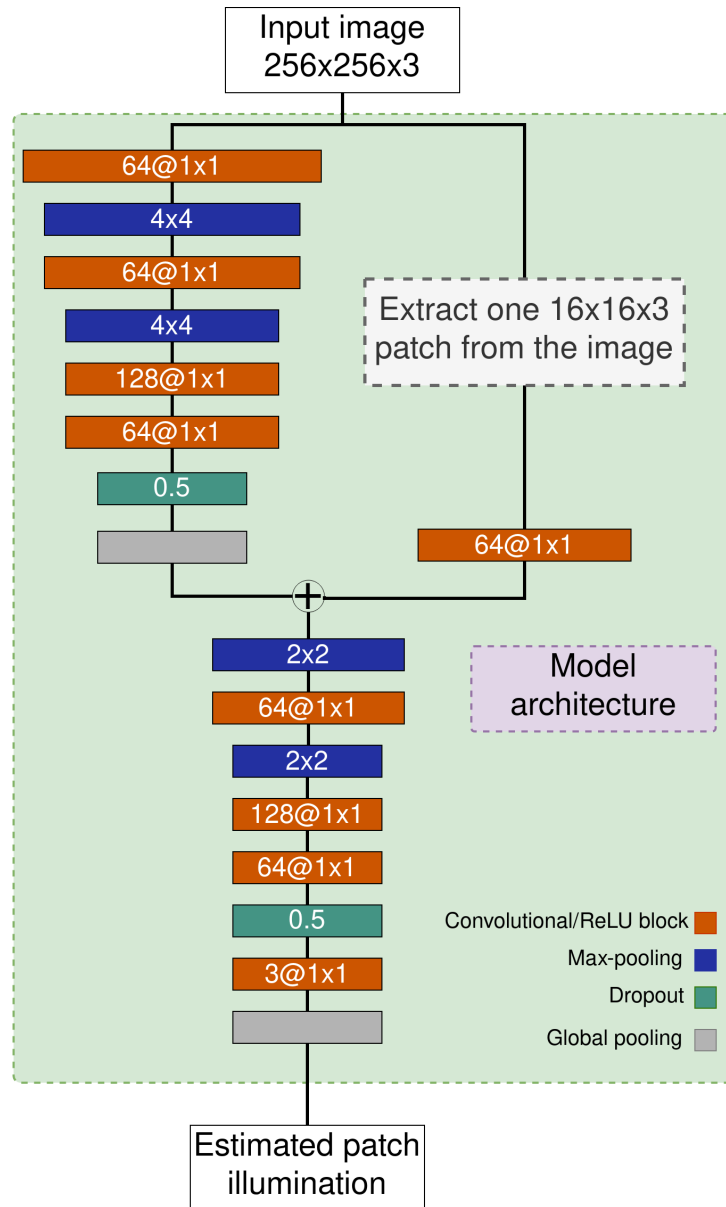 Input image
256x256x3
64@1x1
4x4
64@1x1
4x4
128@1x1
64@1x1
0.5
Extract one 16x16x3
patch from the image
64@1x1
2x2
64@1x1
2x2
128@1x1
64@1x1
0.5
3@1x1
Model
architecture
Convolutional/ReLU block
Max-pooling
Dropout
Global pooling
Estimated patch
illumination